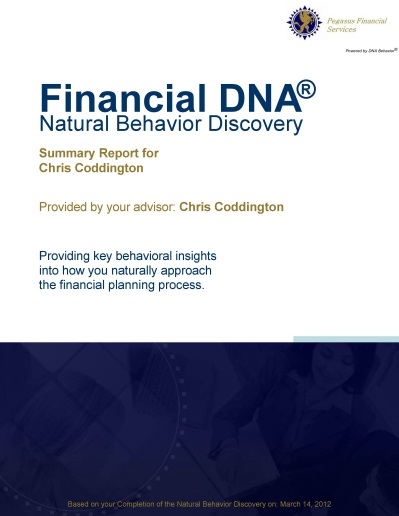 Pegasus Financial
Services
Powered by DNA Behavior®
Financial DNA®
Natural Behavior Discovery
Summary Report for
Chris Coddington
Provided by your advisor: Chris Coddington
Providing key behavioral insights
into how you naturally approach
the financial planning process.
Based on your Completion of the Natural Behavior Discovery on: March 14, 2012